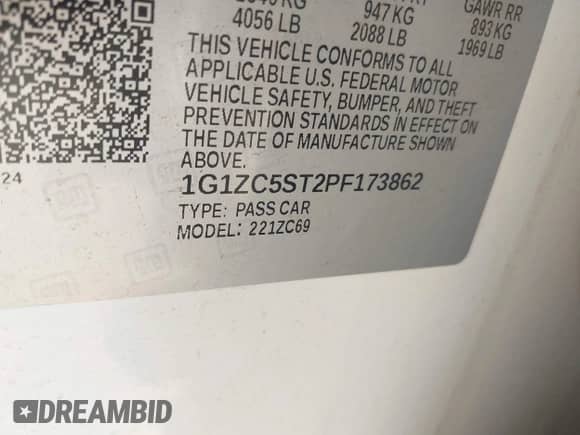 4056 LB
947 KG
2088 LB
GAWR RR
893 KG
1969 LB
THIS VEHICLE CONFORMS TO ALL
APPLICABLE U.S. FEDERAL MOTOR
VEHICLE SAFETY, BUMPER, AND THEFT
PREVENTION STANDARDS IN EFFECT ON
THE DATE OF MANUFACTURE SHOWN
ABOVE.
24
1G1ZC5ST2PF173862
TYPE: PASS CAR
MODEL: 221ZC69
DREAMBID